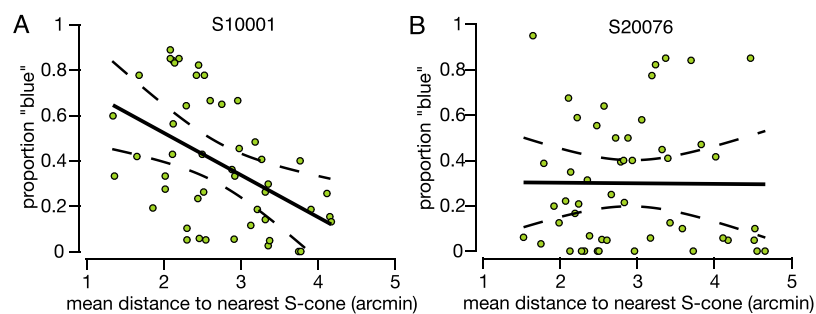 A
S10001
1
0.8
0.6
0.4
0.2
0
proportion "blue"
1 2 3 4 5
mean distance to nearest S-cone (arcmin)
B
S20076
1
0.8
0.6
0.4
0.2
0
proportion "blue"
1 2 3 4 5
mean distance to nearest S-cone (arcmin)